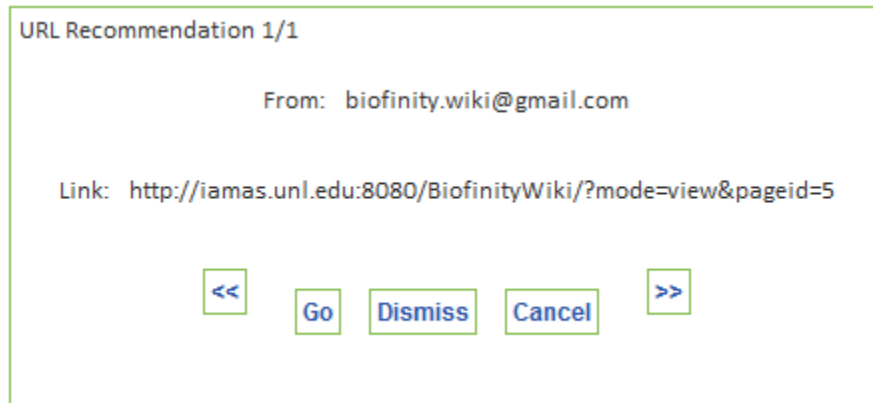 URL Recommendation 1/1
From: biofinity.wiki@gmail.com
Link: http://iamas.unl.edu:8080/BiofinityWiki/?mode=view&pageid=5
<< Go Dismiss Cancel >>